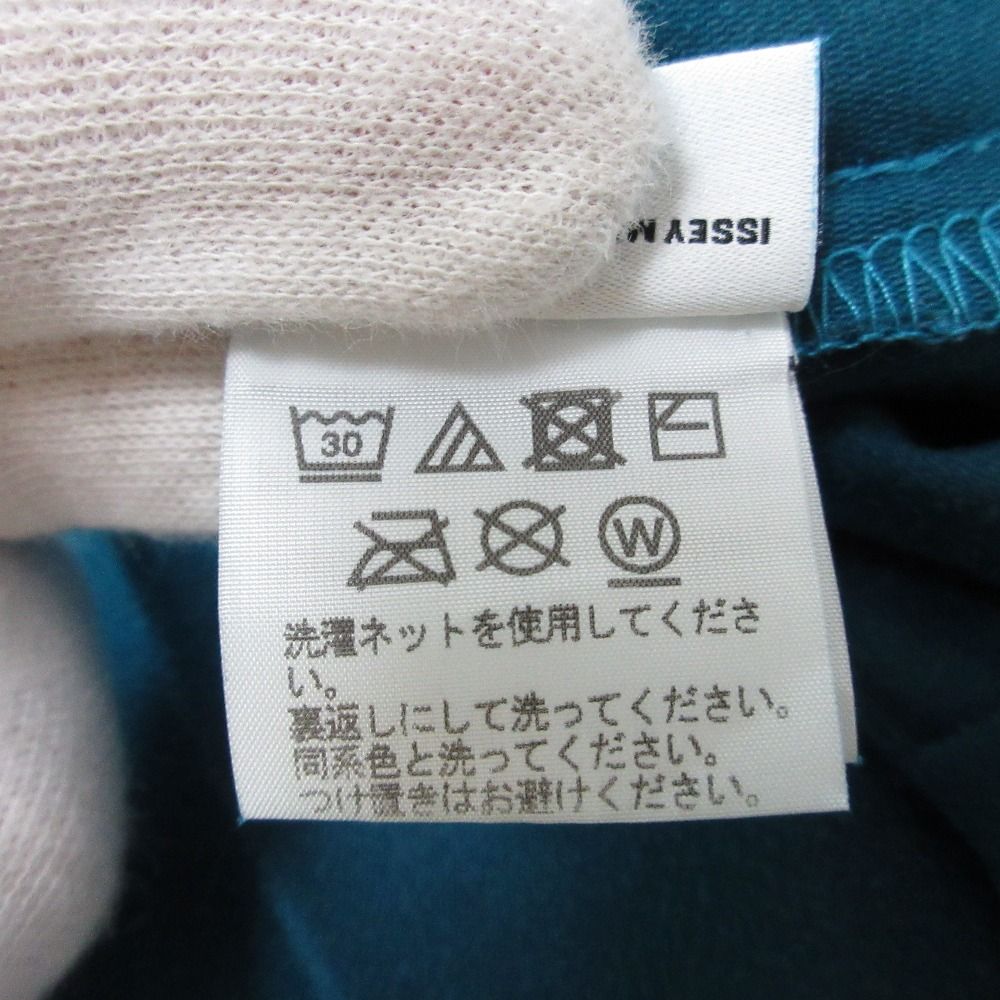 ISSEY M
30
W
洗濯ネットを使用してくださ
い。
裏返しにして洗ってください。
同系色と洗ってください。
つけ置きはお避けください。